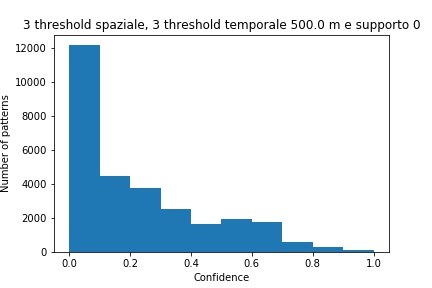 3 threshold spaziale, 3 threshold temporale 500.0 m e supporto 0
12000
10000
8000
6000
4000
2000
0
Number of patterns
0.0 0.2 0.4 0.6 0.8 1.0
Confidence